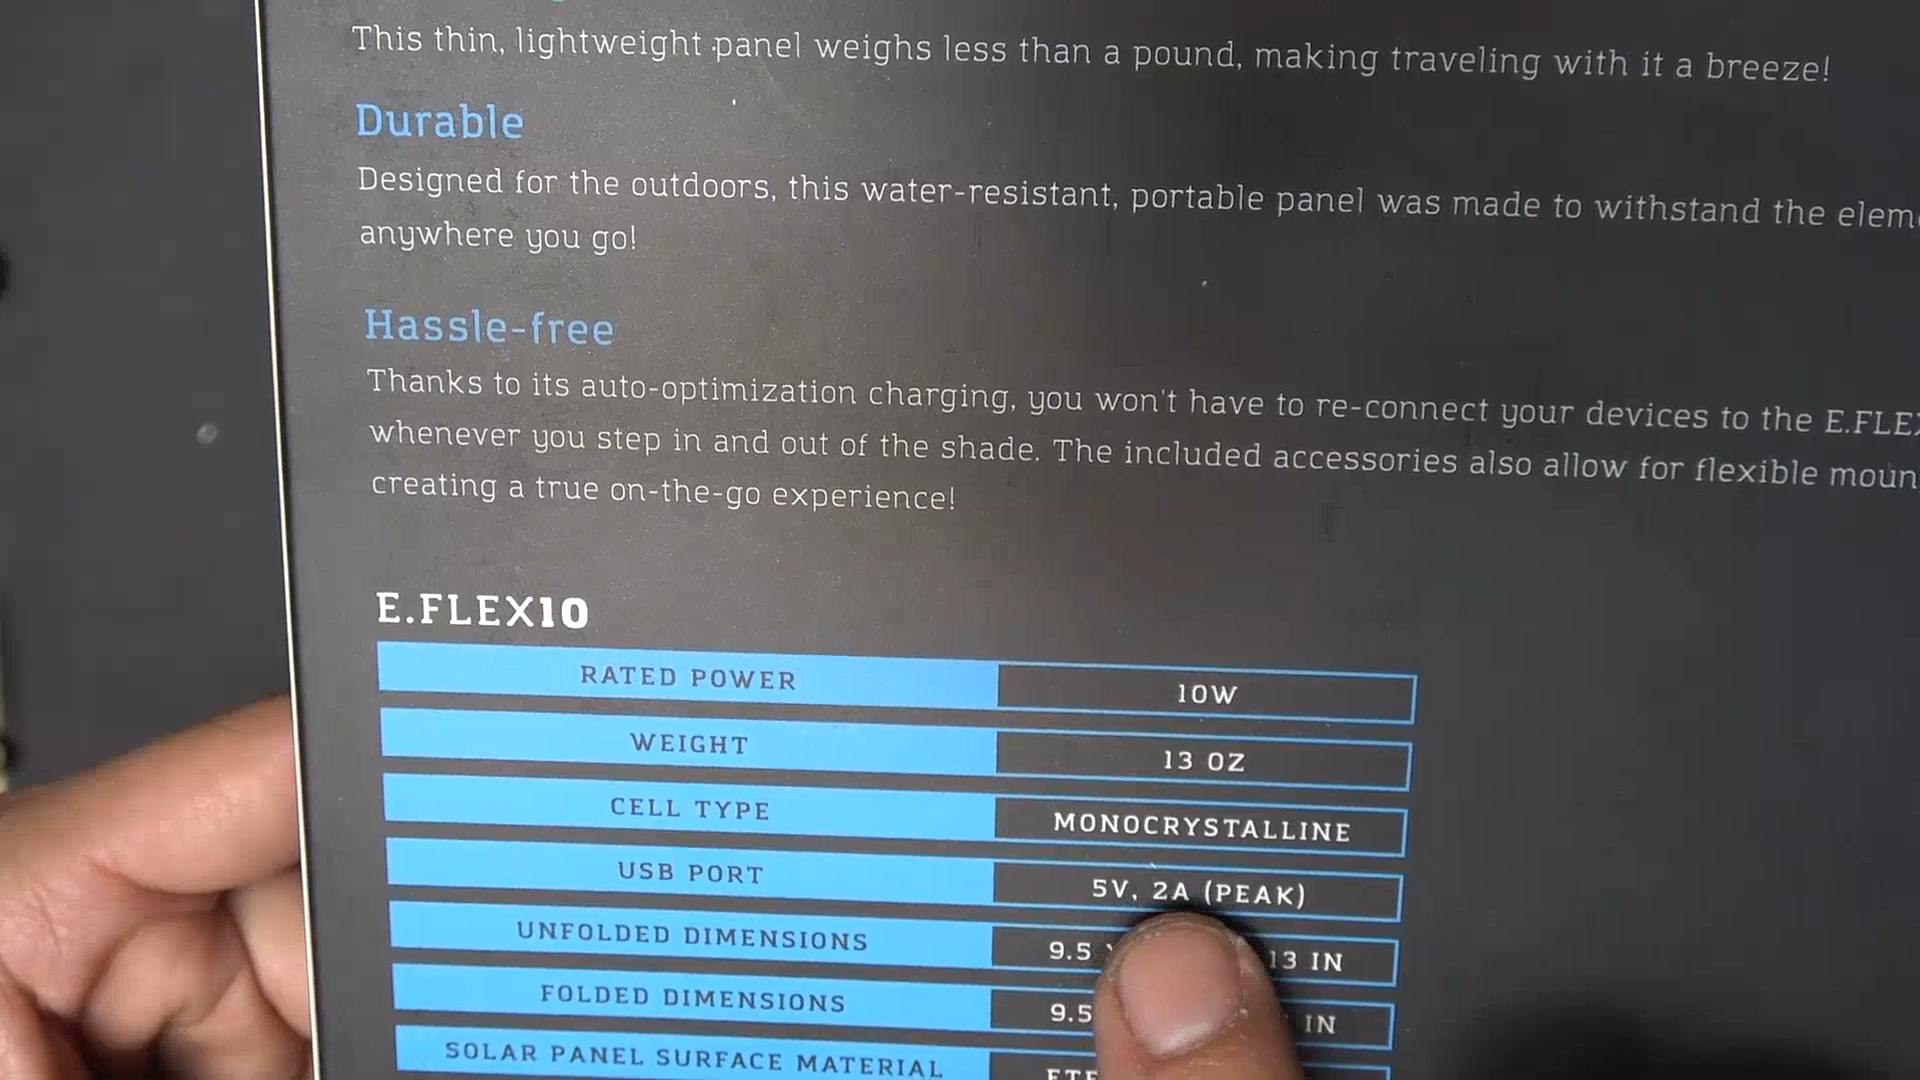 This thin, lightweight panel weighs less than a pound, making traveling with it a breeze!
Durable
Designed for the outdoors, this water-resistant, portable panel was made to withstand the
anywhere you go!
Hassle-free
Thanks to its auto-optimization charging, you won't have to re-connect your devices to the
whenever you step in and out of the shade. The included accessories also allow for flexible
creating a true on-the-go experience!
E.FLEX10
RATED POWER 10W
WEIGHT 13 OZ
CELL TYPE MONOCRYSTALLINE
USB PORT 5V, 2A (PEAK)
UNFOLDED DIMENSIONS 9.5 13 IN
FOLDED DIMENSIONS 9.5 IN
SOLAR PANEL SURFACE MATERIAL